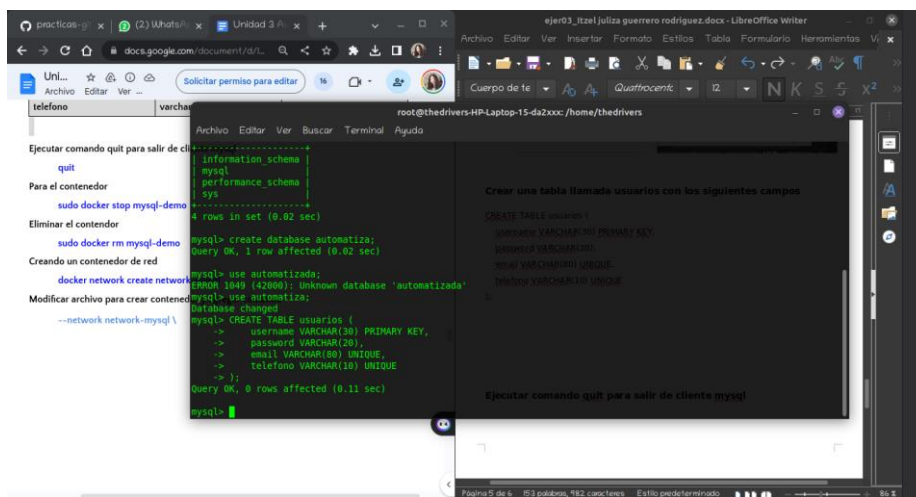 practicas-gi
(2) WhatsA
Unidad 3 A
docs.google.com/document/d/1...
Uni...
Archivo Editar Ver ...
Solicitar permiso para editar
16
telefono varchar
Ejecutar comando quit para salir de cli
quit
Para el contenedor
sudo docker stop mysql-demo
Eliminar el contendor
sudo docker rm mysql-demo
Creando un contenedor de red
docker network create network
Modificar archivo para crear contened
--network network-mysql \
root@thedrivers-HP-Laptop-15-da2xxx: /home/thedrivers
Archivo Editar Ver Buscar Terminal Ayuda
+--------------------+
| information_schema |
| mysql |
| performance_schema |
| sys |
+--------------------+
4 rows in set (0.02 sec)
mysql> create database automatiza;
Query OK, 1 row affected (0.02 sec)
mysql> use automatizada;
ERROR 1049 (42000): Unknown database 'automatizada'
mysql> use automatiza;
Database changed
mysql> CREATE TABLE usuarios (
-> username VARCHAR(30) PRIMARY KEY,
-> password VARCHAR(20),
-> email VARCHAR(80) UNIQUE,
-> telefono VARCHAR(10) UNIQUE
-> );
Query OK, 0 rows affected (0.11 sec)
mysql>
ejer03_Itzel juliza guerrero rodriguez.docx - LibreOffice Writer
Archivo Editar Ver Insertar Formato Estilos Tabla Formulario Herramientas V
Cuerpo de te Quattrocento 12 N K S S X²
Crear una tabla llamada usuarios con los siguientes campos
CREATE TABLE usuarios (
username VARCHAR(30) PRIMARY KEY,
password VARCHAR(20),
email VARCHAR(80) UNIQUE,
telefono VARCHAR(10) UNIQUE
);
Ejecutar comando quit para salir de cliente mysql
Página 5 de 6 153 palabras, 982 caracteres Estilo predeterminado 86 %